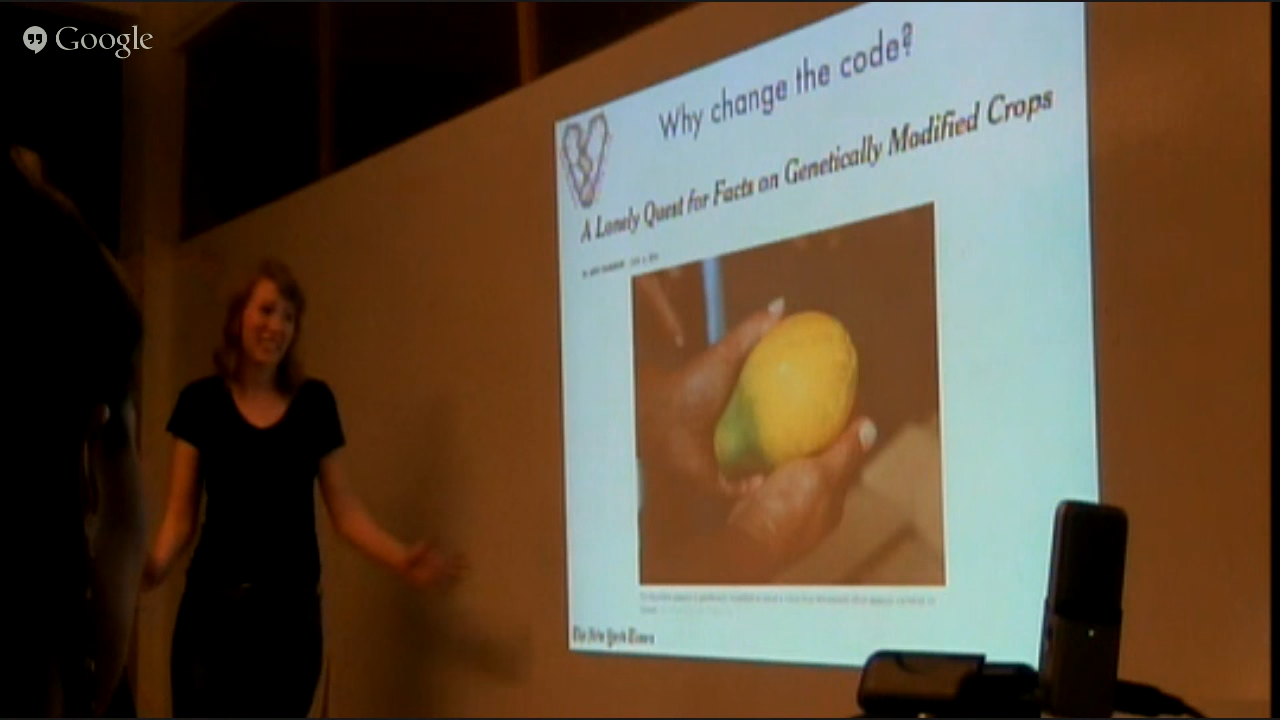 Google
Why change the code?
A Lonely Quest for Facts on Genetically Modified Crops
The New York Times